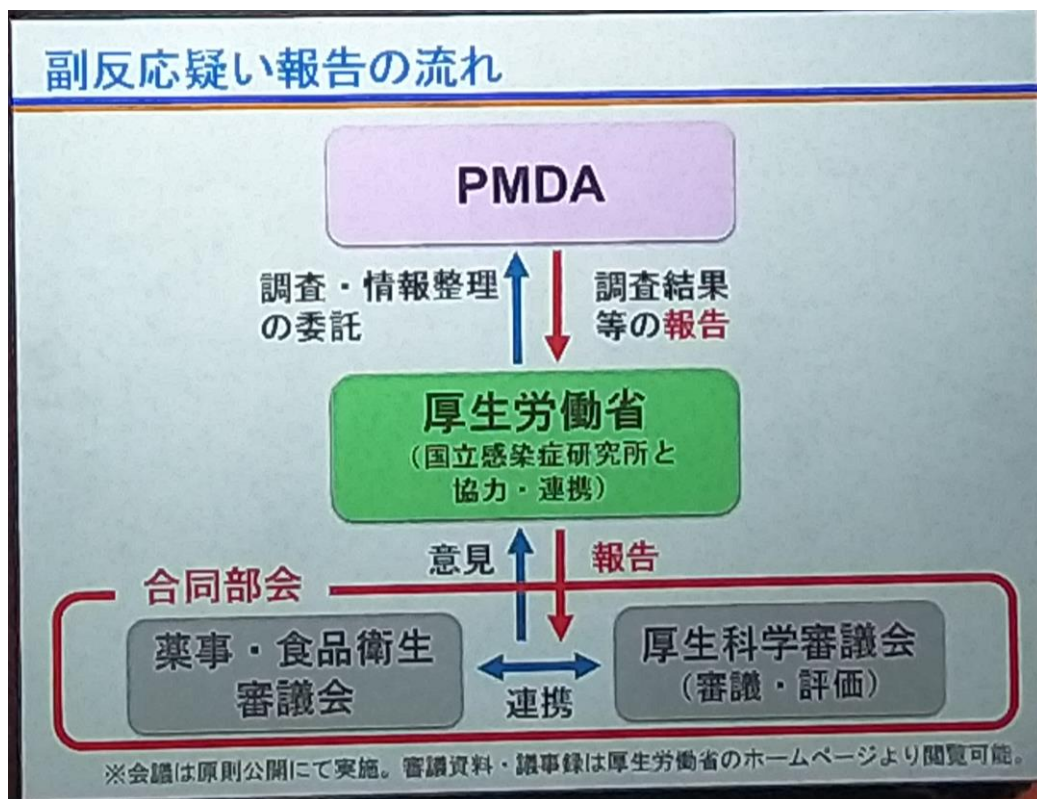 副反応疑い報告の流れ
PMDA
調査・情報整理
の委託
調査結果
等の報告
厚生労働省
(国立感染症研究所と
協力・連携)
意見
報告
合同部会
薬事・食品衛生
審議会
連携
厚生科学審議会
(審議・評価)
※会議は原則公開にて実施。審議資料・議事録は厚生労働省のホームページより閲覧可能。